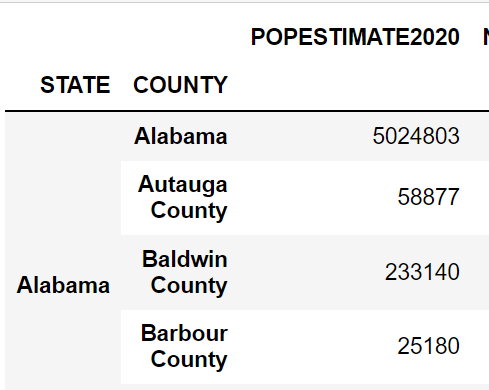 POPESTIMATE2020
STATE COUNTY
Alabama 5024803
Autauga
County 58877
Baldwin
County 233140
Alabama
Barbour
County 25180